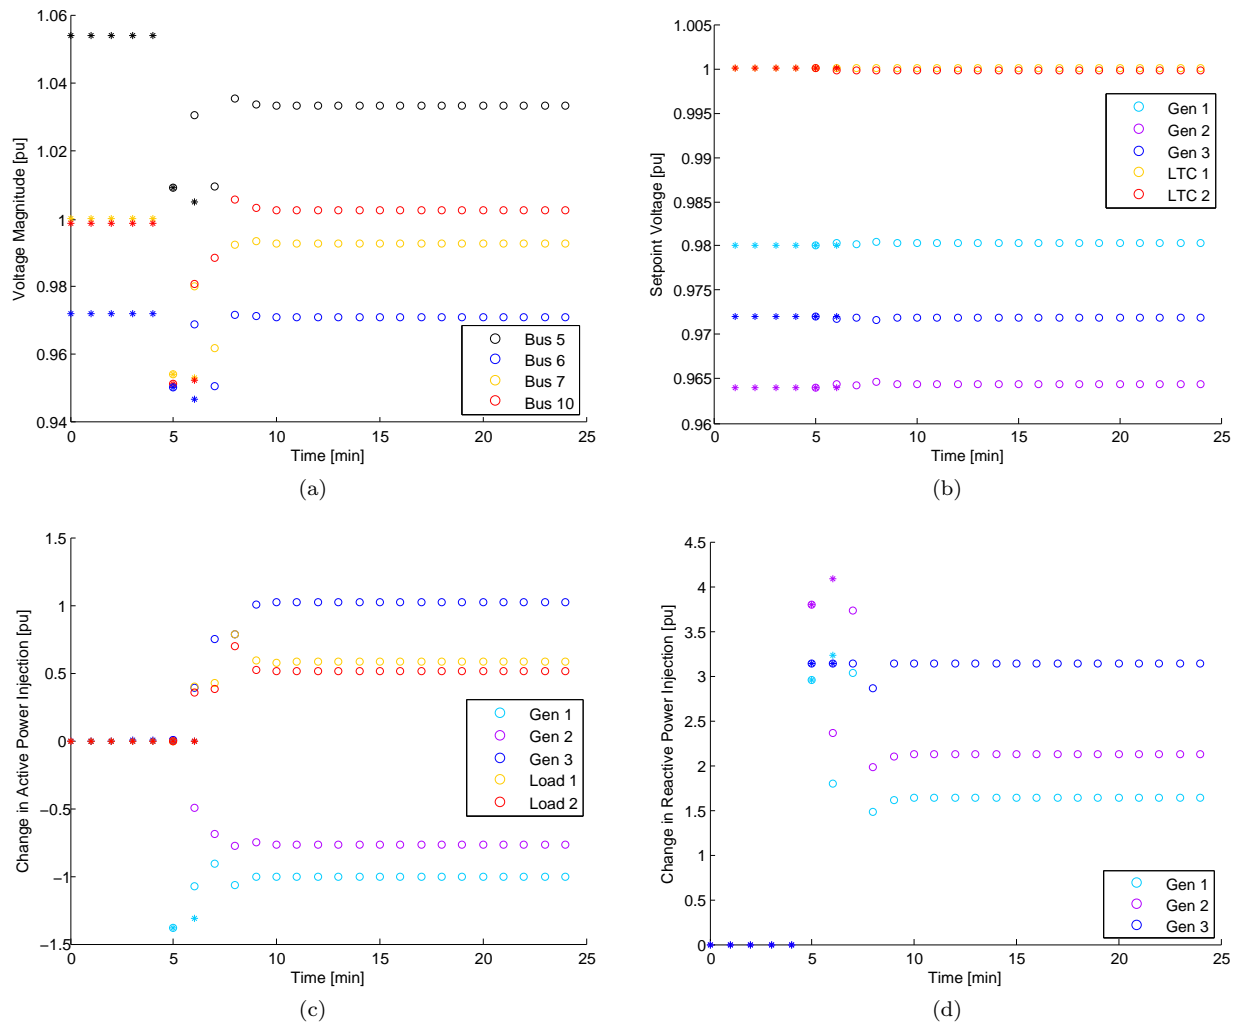 1.06
1.04
1.02
1
0.98
0.96
0.94
0
5
10
15
20
25
Voltage Magnitude [pu]
Time [min]
Bus 5
Bus 6
Bus 7
Bus 10
(a)
1.005
1
0.995
0.99
0.985
0.98
0.975
0.97
0.965
0.96
0
5
10
15
20
25
Setpoint Voltage [pu]
Time [min]
Gen 1
Gen 2
Gen 3
LTC 1
LTC 2
(b)
1.5
1
0.5
0
−0.5
−1
−1.5
0
5
10
15
20
25
Change in Active Power Injection [pu]
Time [min]
Gen 1
Gen 2
Gen 3
Load 1
Load 2
(c)
4.5
4
3.5
3
2.5
2
1.5
1
0.5
0
0
5
10
15
20
25
Change in Reactive Power Injection [pu]
Time [min]
Gen 1
Gen 2
Gen 3
(d)